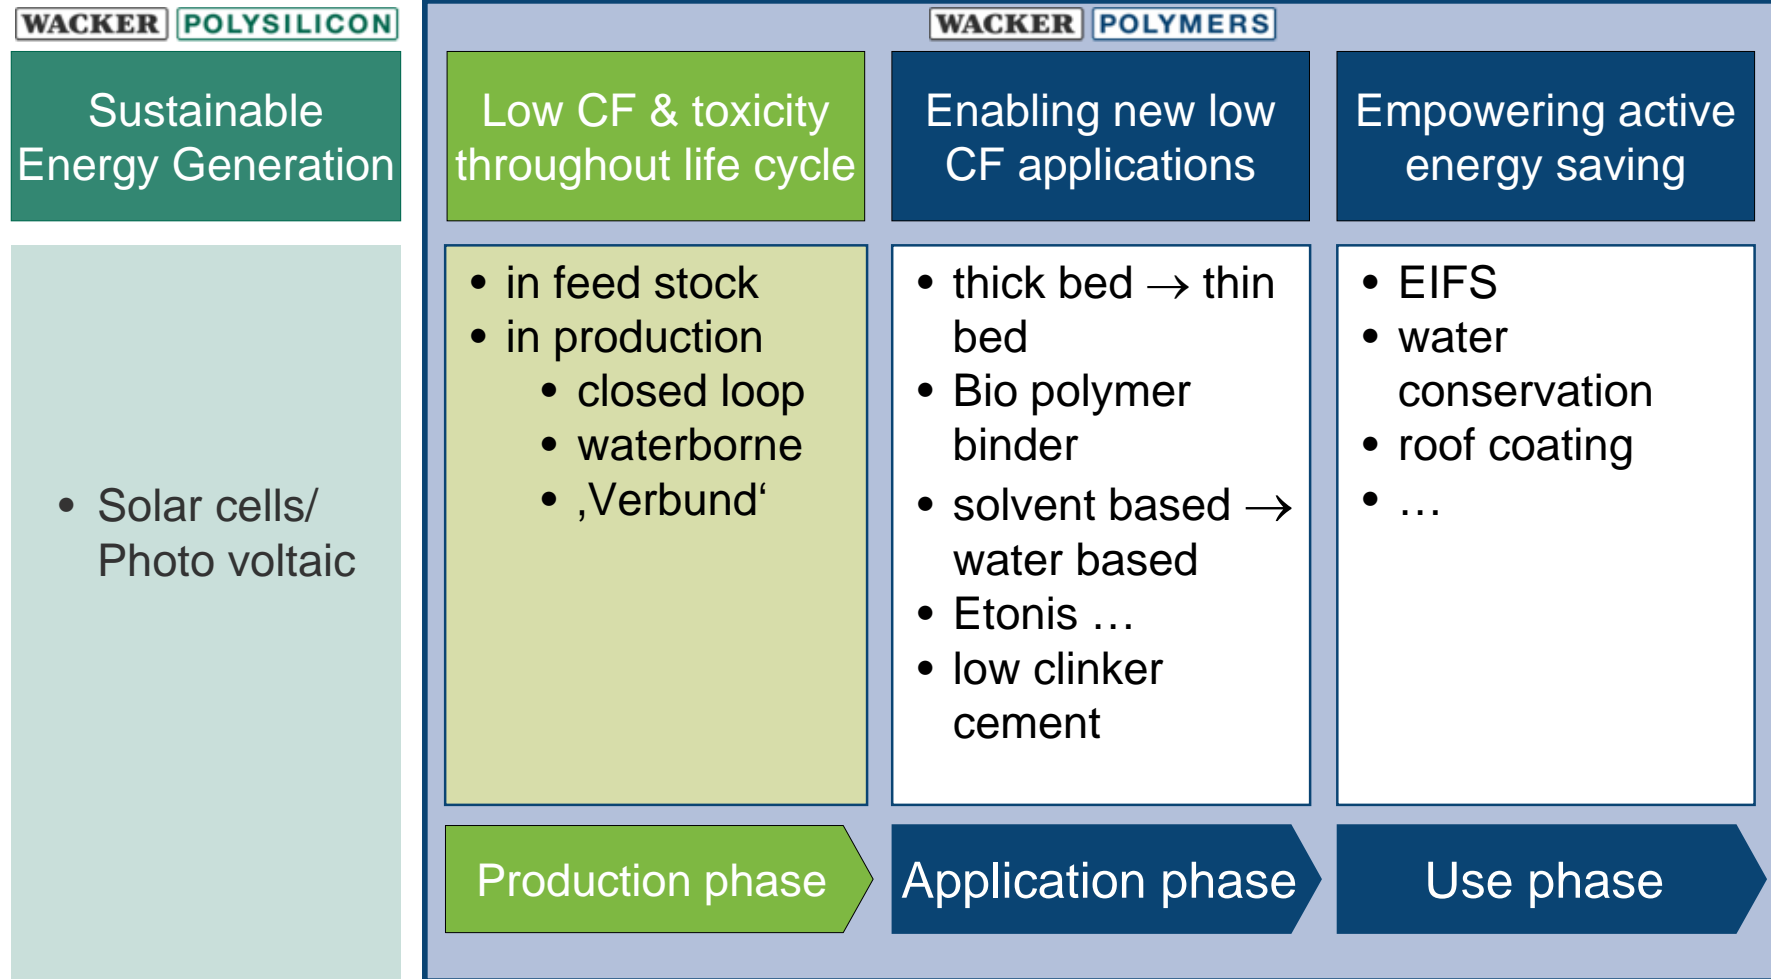 WACKER POLYSILICON
Sustainable
Energy Generation
• Solar cells/
Photo voltaic
WACKER POLYMERS
Low CF & toxicity
throughout life cycle
• in feed stock
• in production
• closed loop
• waterborne
• ‚Verbund‘
Production phase
Enabling new low
CF applications
• thick bed → thin
bed
• Bio polymer
binder
• solvent based →
water based
• Etonis …
• low clinker
cement
Application phase
Empowering active
energy saving
• EIFS
• water
conservation
• roof coating
• …
Use phase